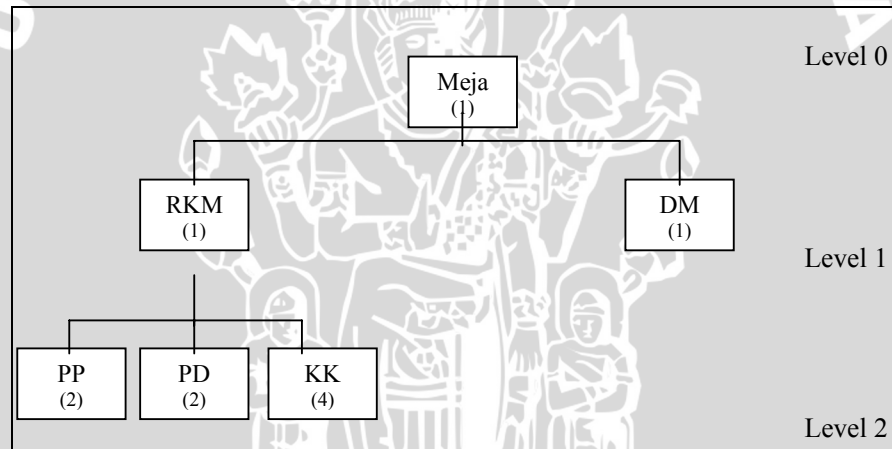 Level 0
Meja
(1)
RKM
(1)
DM
(1)
Level 1
PP
(2)
PD
(2)
KK
(4)
Level 2